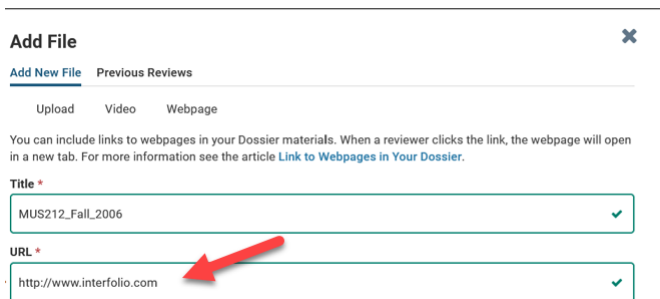 Add File
Add New File Previous Reviews
Upload Video Webpage
You can include links to webpages in your Dossier materials. When a reviewer clicks the link, the webpage will open
in a new tab. For more information see the article Link to Webpages in Your Dossier.
Title *
MUS212_Fall_2006
URL *
http://www.interfolio.com